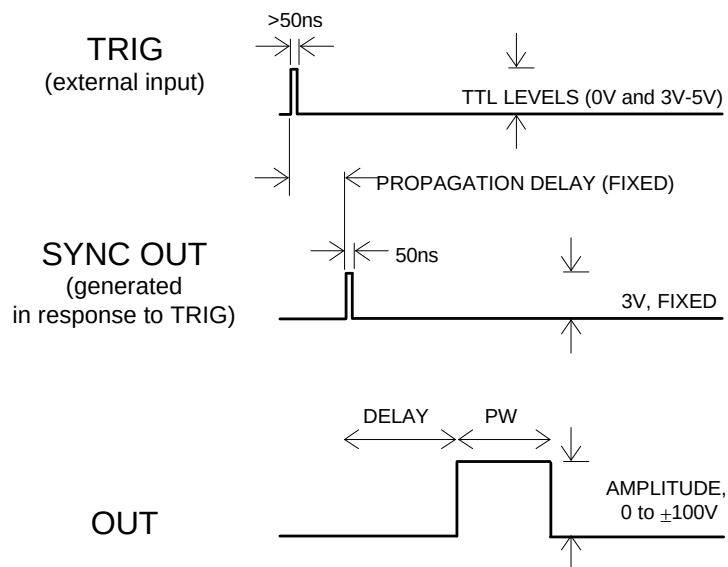 >50ns
TRIG
(external input)
TTL LEVELS (0V and 3V-5V)
PROPAGATION DELAY (FIXED)
SYNC OUT
(generated
in response to TRIG)
50ns
3V, FIXED
DELAY
PW
AMPLITUDE,
0 to ±100V
OUT